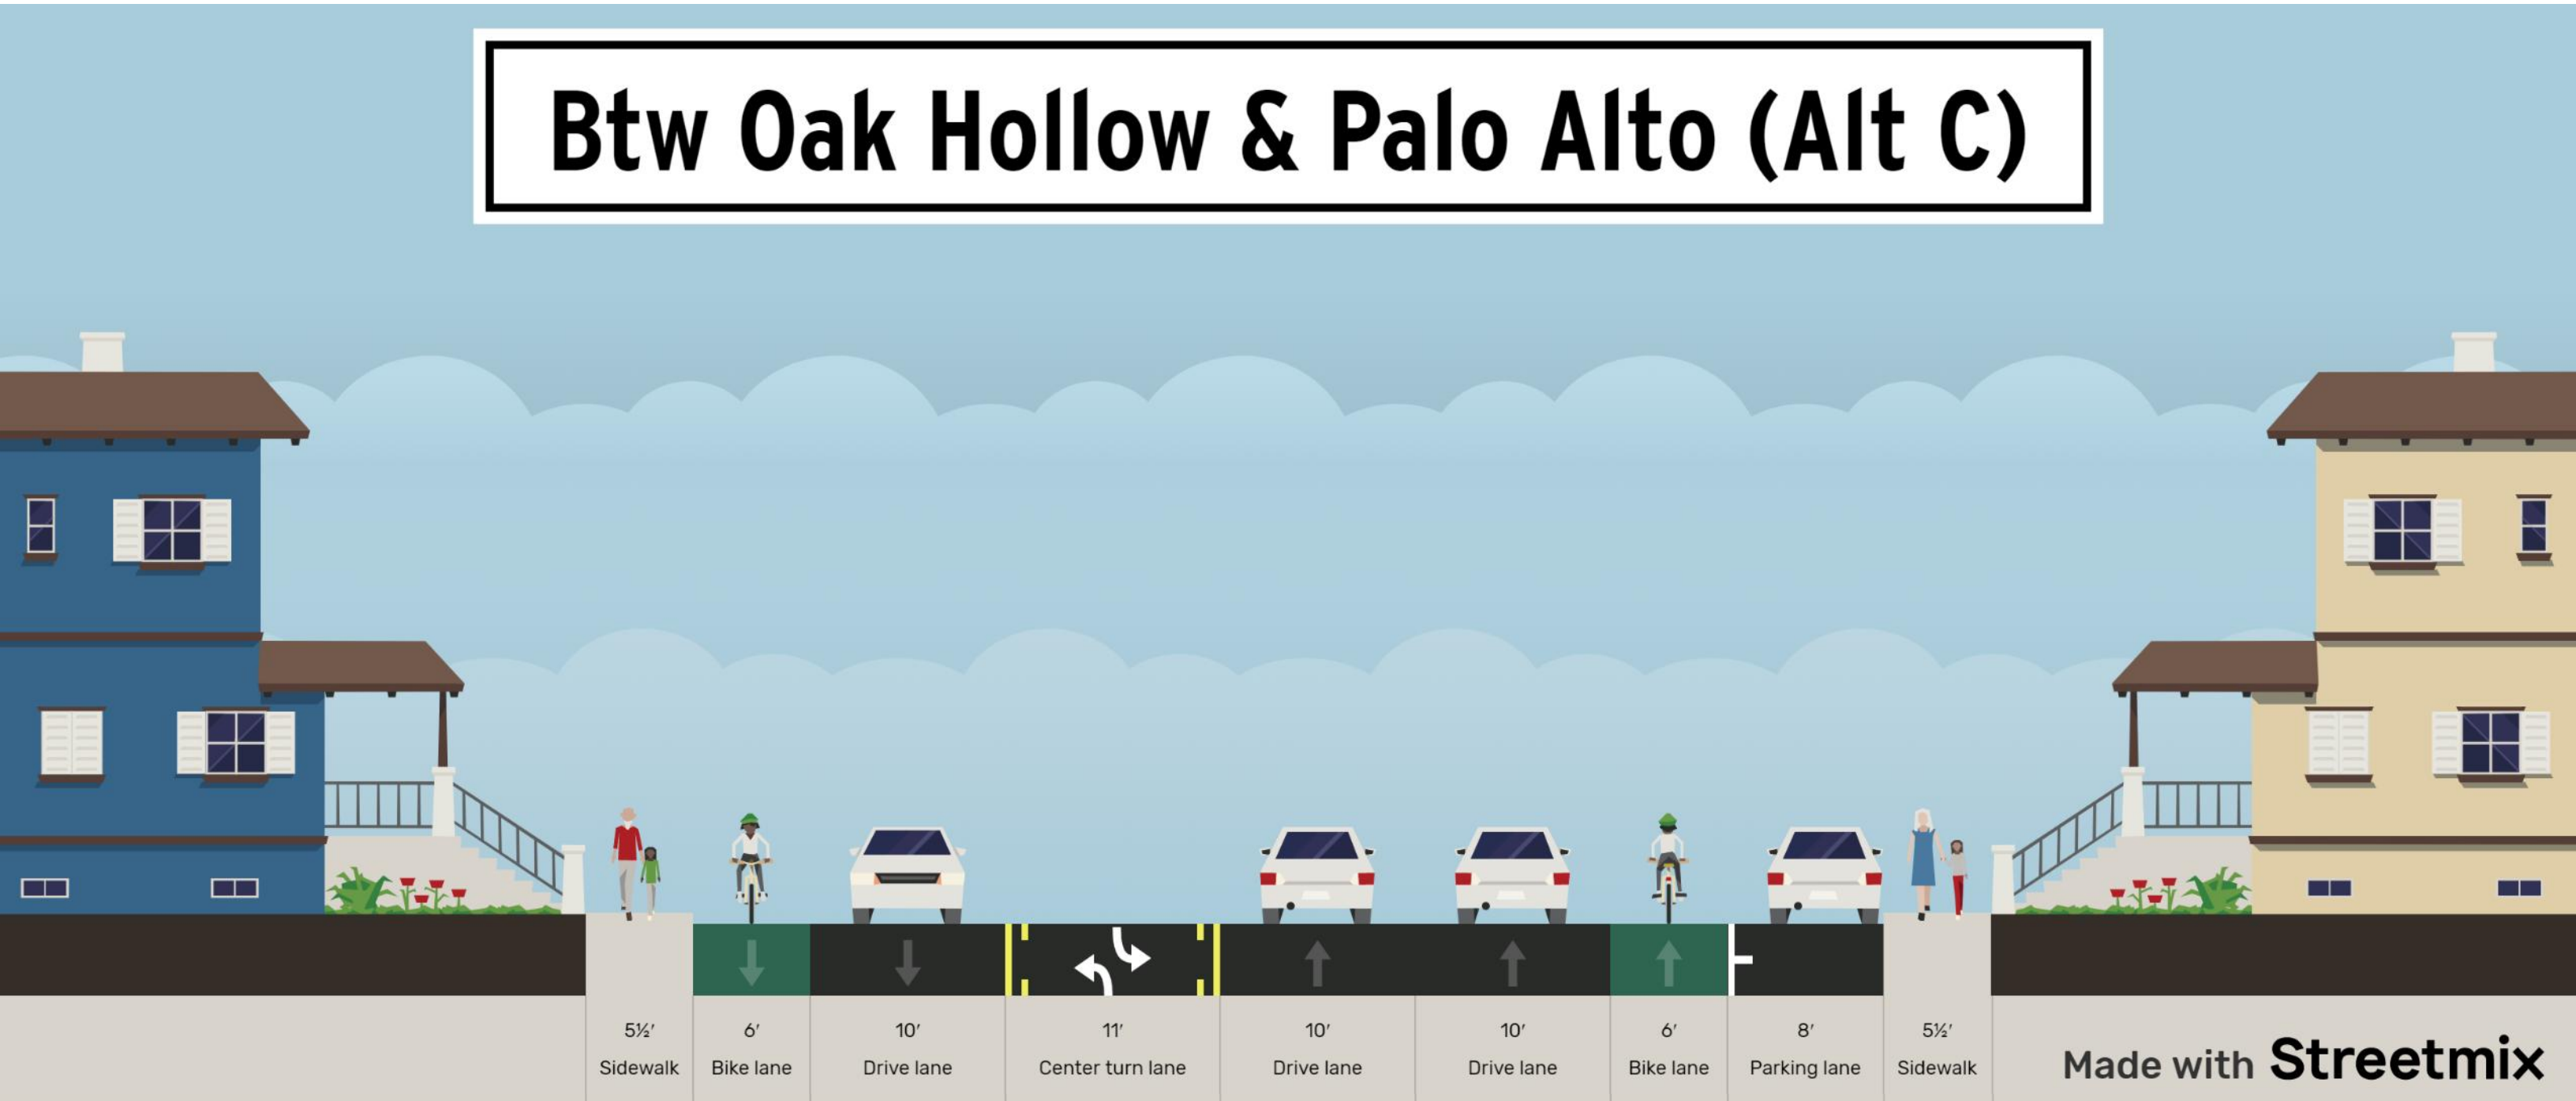 Btw Oak Hollow & Palo Alto (Alt C)
5½′ 6′ 10′ 11′ 10′ 10′ 6′ 8′ 5½′
Sidewalk Bike lane Drive lane Center turn lane Drive lane Drive lane Bike lane Parking lane Sidewalk
Made with Streetmix